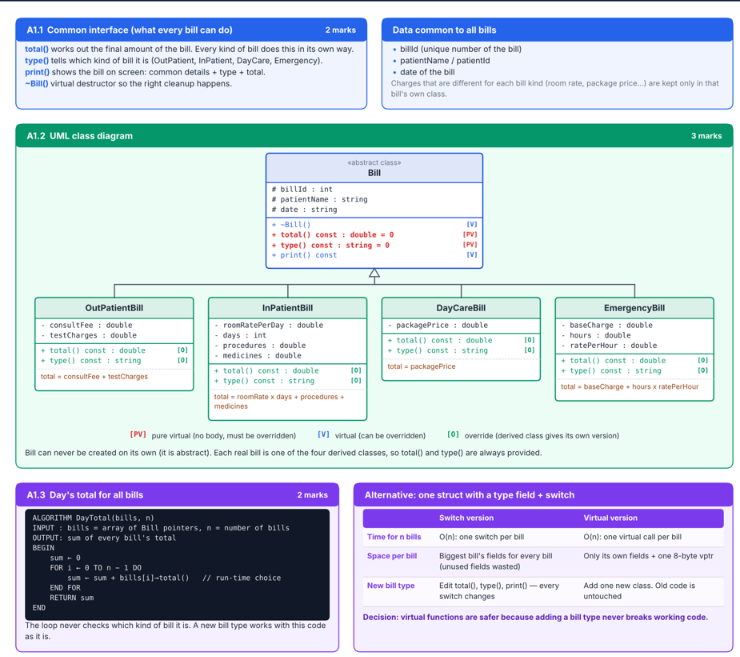 A1.1 Common interface (what every bill can do) 2 marks
total() works out the final amount of the bill. Every kind of bill does this in its own way.
type() tells which kind of bill it is (OutPatient, InPatient, DayCare, Emergency).
print() shows the bill on screen: common details + type + total.
~Bill() virtual destructor so the right cleanup happens.
Data common to all bills
• billId (unique number of the bill)
• patientName / patientId
• date of the bill
Charges that are different for each bill kind (room rate, package price...) are kept only in that
bill's own class.
A1.2 UML class diagram 3 marks
«abstract class»
Bill
# billId : int
# patientName : string
# date : string
+ ~Bill() [V]
+ total() const : double = 0 [PV]
+ type() const : string = 0 [PV]
+ print() const [V]
OutPatientBill
- consultFee : double
- testCharges : double
+ total() const : double [O]
+ type() const : string [O]
total = consultFee + testCharges
InPatientBill
- roomRatePerDay : double
- days : int
- procedures : double
- medicines : double
+ total() const : double [O]
+ type() const : string [O]
total = roomRate x days + procedures +
medicines
DayCareBill
- packagePrice : double
+ total() const : double [O]
+ type() const : string [O]
total = packagePrice
EmergencyBill
- baseCharge : double
- hours : double
- ratePerHour : double
+ total() const : double [O]
+ type() const : string [O]
total = baseCharge + hours x ratePerHour
[PV] pure virtual (no body, must be overridden) [V] virtual (can be overridden) [O] override (derived class gives its own version)
Bill can never be created on its own (it is abstract). Each real bill is one of the four derived classes, so total() and type() are always provided.
A1.3 Day's total for all bills 2 marks
ALGORITHM DayTotal(bills, n)
INPUT : bills = array of Bill pointers, n = number of bills
OUTPUT: sum of every bill's total
BEGIN
sum ← 0
FOR i ← 0 TO n − 1 DO
sum ← sum + bills[i]→total() // run-time choice
END FOR
RETURN sum
END
The loop never checks which kind of bill it is. A new bill type works with this code
as it is.
Alternative: one struct with a type field + switch
Switch version Virtual version
Time for n bills O(n): one switch per bill O(n): one virtual call per bill
Space per bill Biggest bill's fields for every bill Only its own fields + one 8-byte vptr
(unused fields wasted)
New bill type Edit total(), type(), print() — every Add one new class. Old code is
switch changes untouched
Decision: virtual functions are safer because adding a bill type never breaks working code.